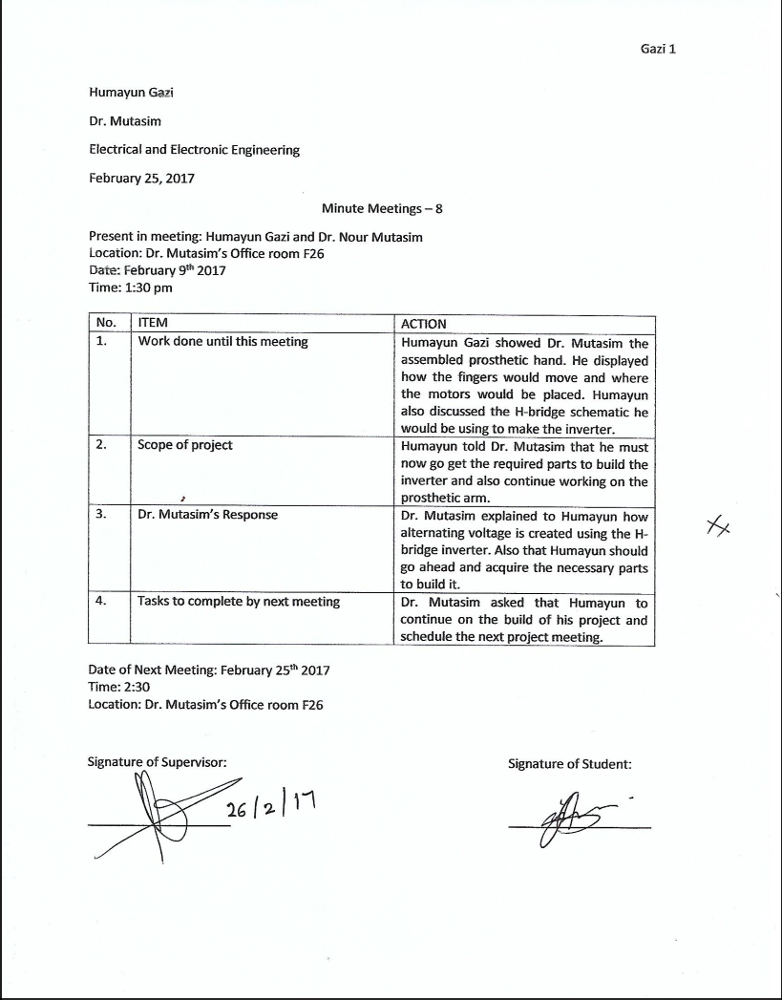 Gazi 1
Humayun Gazi
Dr. Mutasim
Electrical and Electronic Engineering
February 25, 2017
Minute Meetings – 8
Present in meeting: Humayun Gazi and Dr. Nour Mutasim
Location: Dr. Mutasim's Office room F26
Date: February 9th 2017
Time: 1:30 pm
No. ITEM ACTION
1. Work done until this meeting Humayun Gazi showed Dr. Mutasim the
assembled prosthetic hand. He displayed
how the fingers would move and where
the motors would be placed. Humayun
also discussed the H-bridge schematic he
would be using to make the inverter.
2. Scope of project Humayun told Dr. Mutasim that he must
now go get the required parts to build the
inverter and also continue working on the
prosthetic arm.
3. Dr. Mutasim's Response Dr. Mutasim explained to Humayun how
alternating voltage is created using the H-
bridge inverter. Also that Humayun should
go ahead and acquire the necessary parts
to build it.
4. Tasks to complete by next meeting Dr. Mutasim asked that Humayun to
continue on the build of his project and
schedule the next project meeting.
Date of Next Meeting: February 25th 2017
Time: 2:30
Location: Dr. Mutasim's Office room F26
Signature of Supervisor:
Signature of Student:
26/2/17